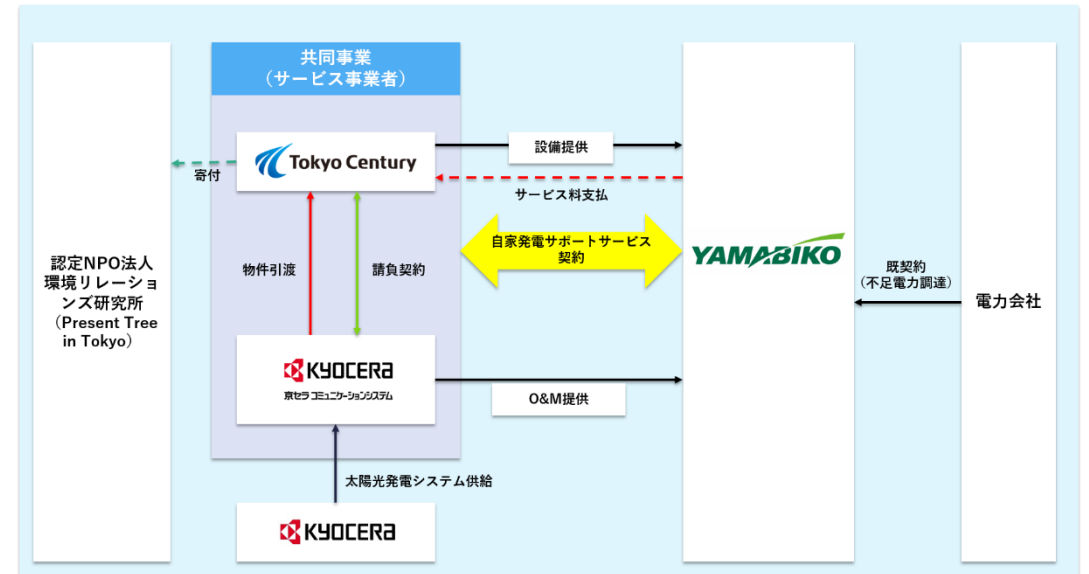 共同事業
（サービス事業者）
Tokyo Century
寄付
設備提供
サービス料支払
自家発電サポートサービス
契約
YAMABIKO
認定NPO法人
環境リレーショ
ンズ研究所
（Present Tree
in Tokyo）
物件引渡
請負契約
既契約
（不足電力調達）
電力会社
KYOCERA
京セラ コミュニケーションシステム
O&M提供
太陽光発電システム供給
KYOCERA